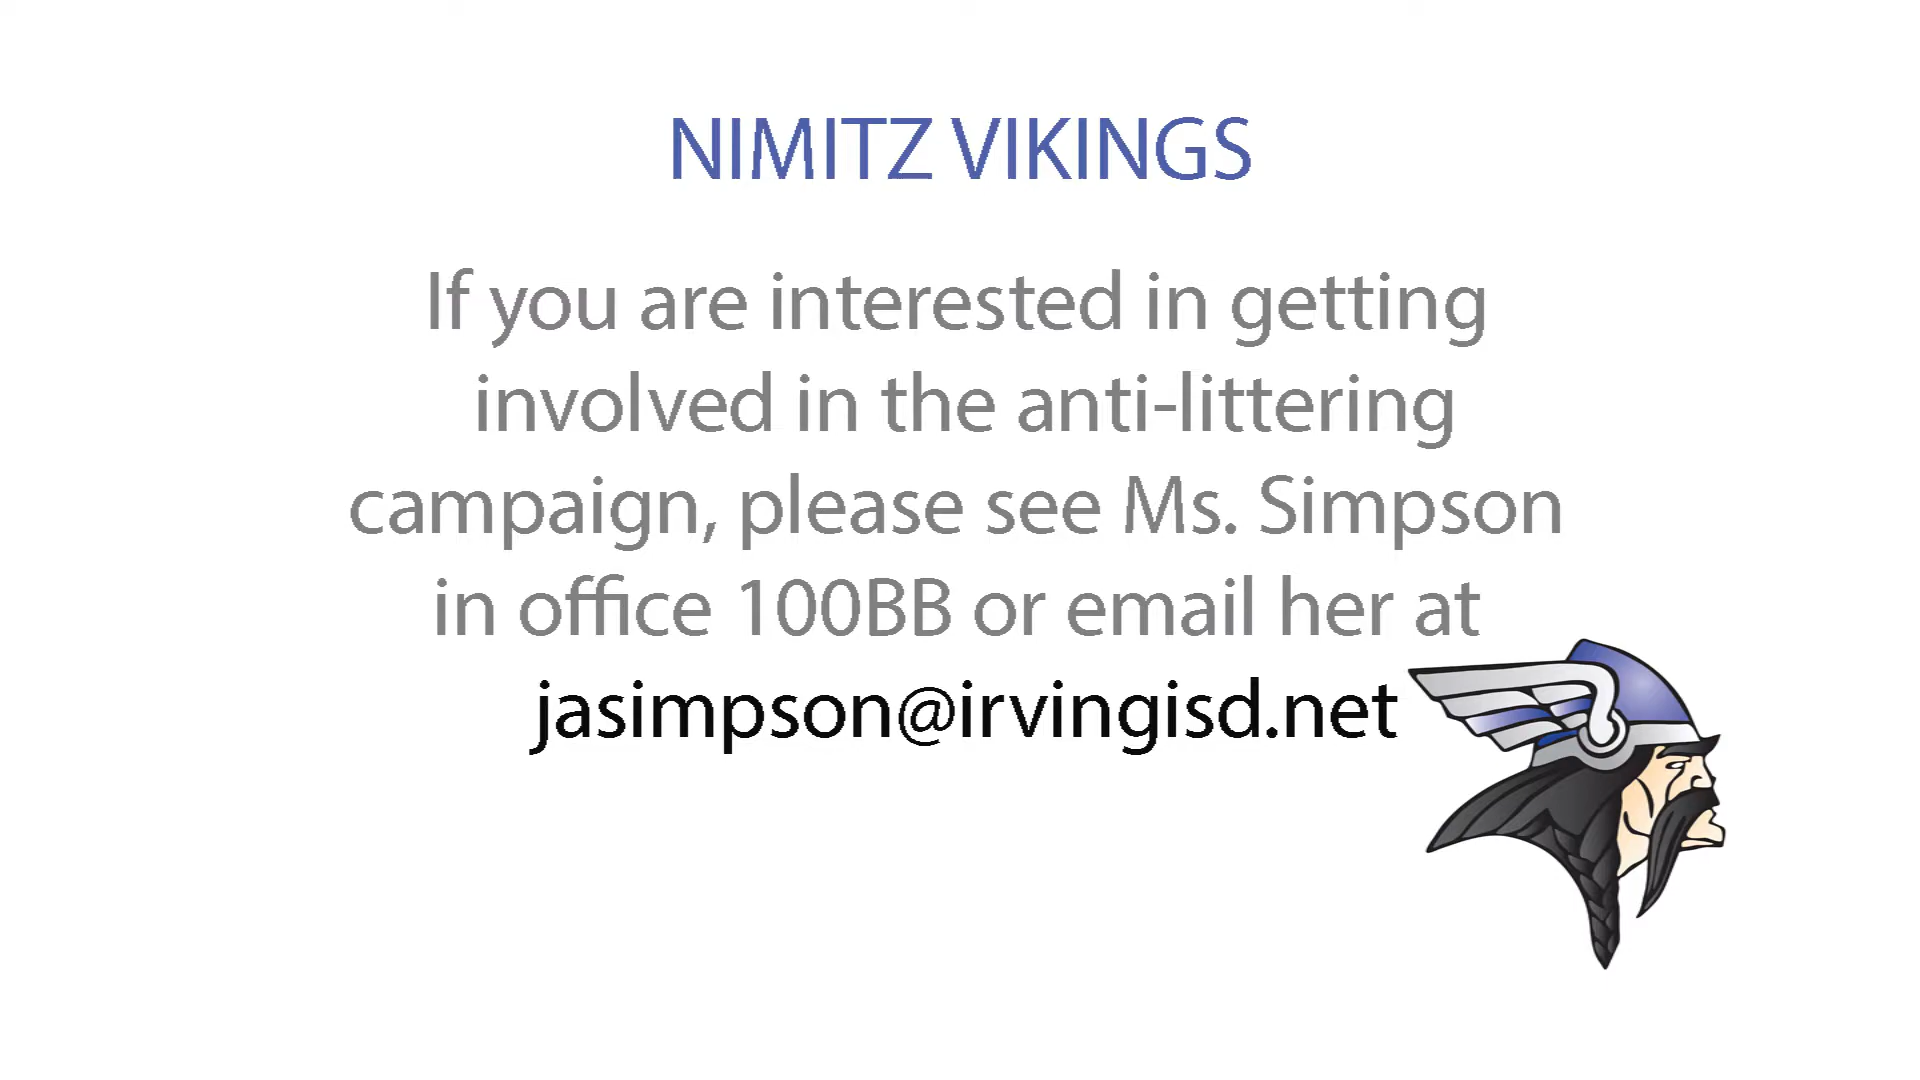 NIMITZ VIKINGS
If you are interested in getting
involved in the anti-littering
campaign, please see Ms. Simpson
in office 100BB or email her at
jasimpson@irvingisd.net